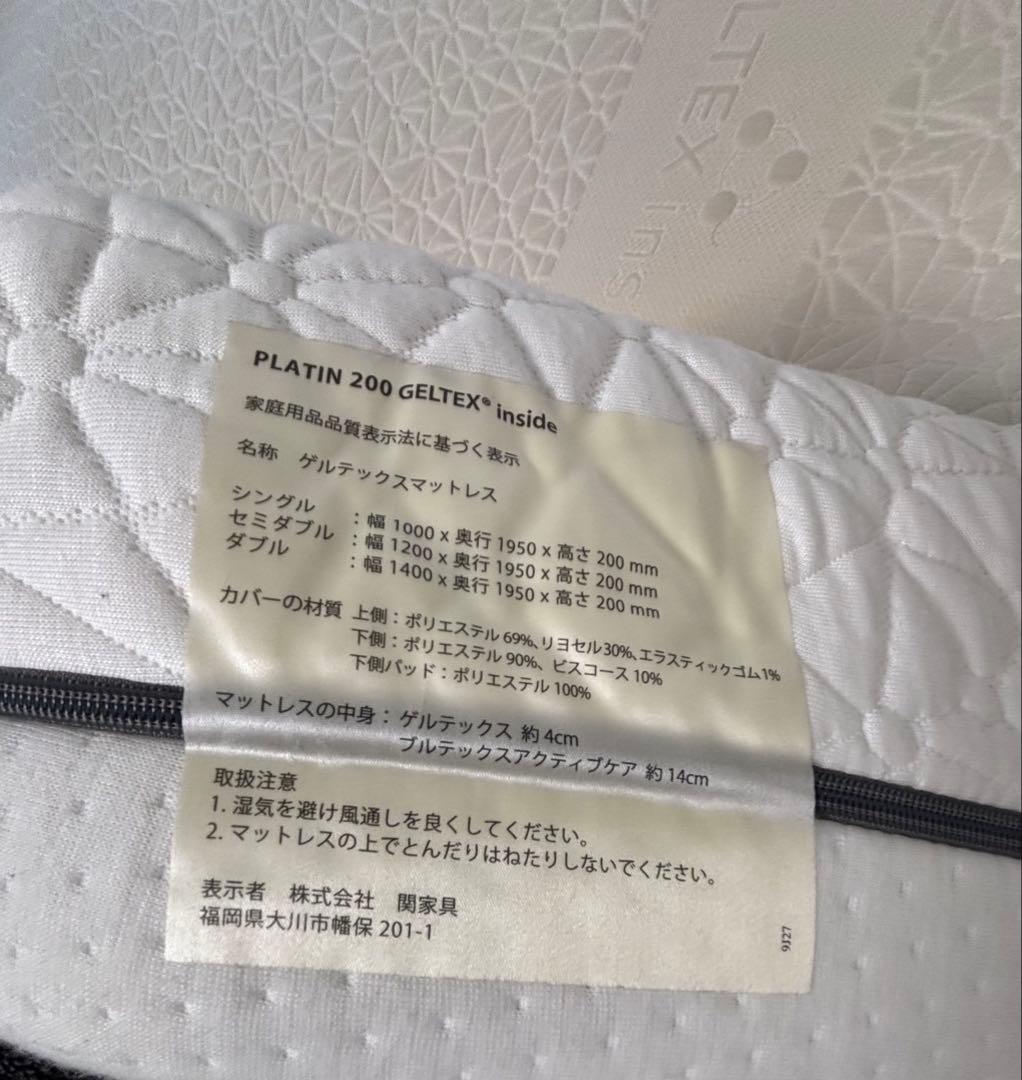 LTEX ins
PLATIN 200 GELTEX® inside
家庭用品品質表示法に基づく表示
名称 ゲルテックスマットレス
シングル : 幅 1000 x 奥行 1950 x 高さ 200 mm
セミダブル : 幅 1200 x 奥行 1950 x 高さ 200 mm
ダブル : 幅 1400 x 奥行 1950 x 高さ 200 mm
カバーの材質 上側 : ポリエステル 69%、リヨセル 30%、エラスティックゴム 1%
下側 : ポリエステル 90%、ビスコース 10%
下側パッド : ポリエステル 100%
マットレスの中身 : ゲルテックス 約 4cm
ブルテックスアクティブケア 約 14cm
取扱注意
1. 湿気を避け風通しを良くしてください。
2. マットレスの上でとんだりはねたりしないでください。
表示者 株式会社 関家具
福岡県大川市幡保 201-1
9J27